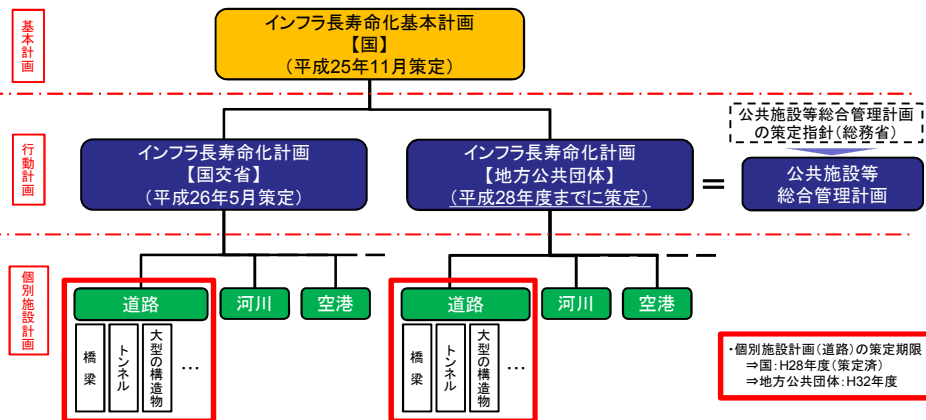 基本計画
インフラ長寿命化基本計画
【国】
（平成25年11月策定）
行動計画
インフラ長寿命化計画
【国交省】
（平成26年5月策定）
インフラ長寿命化計画
【地方公共団体】
（平成28年度までに策定）
＝
公共施設等総合管理計画
の策定指針（総務省）
公共施設等
総合管理計画
個別施設計画
道路
河川
空港
橋梁
トンネル
大型の構造物
…
道路
河川
空港
橋梁
トンネル
大型の構造物
…
・個別施設計画（道路）の策定期限
⇒国：H28年度（策定済）
⇒地方公共団体：H32年度